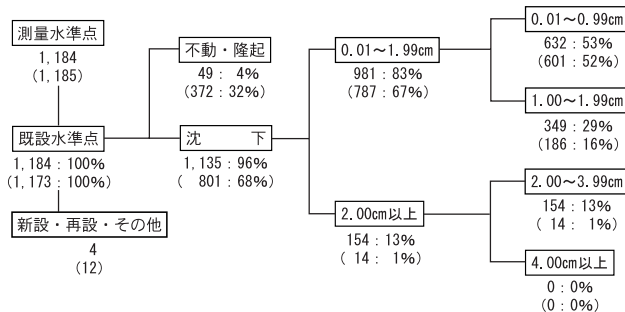 測量水準点
1,184
(1,185)
既設水準点
1,184：100%
(1,173：100%)
新設・再設・その他
4
(12)
不動・隆起
49： 4%
(372：32%)
沈　　下
1,135：96%
( 801：68%)
0.01～1.99cm
981：83%
(787：67%)
2.00cm以上
154：13%
( 14： 1%)
0.01～0.99cm
632：53%
(601：52%)
1.00～1.99cm
349：29%
(186：16%)
2.00～3.99cm
154：13%
( 14： 1%)
4.00cm以上
0：0%
(0：0%)